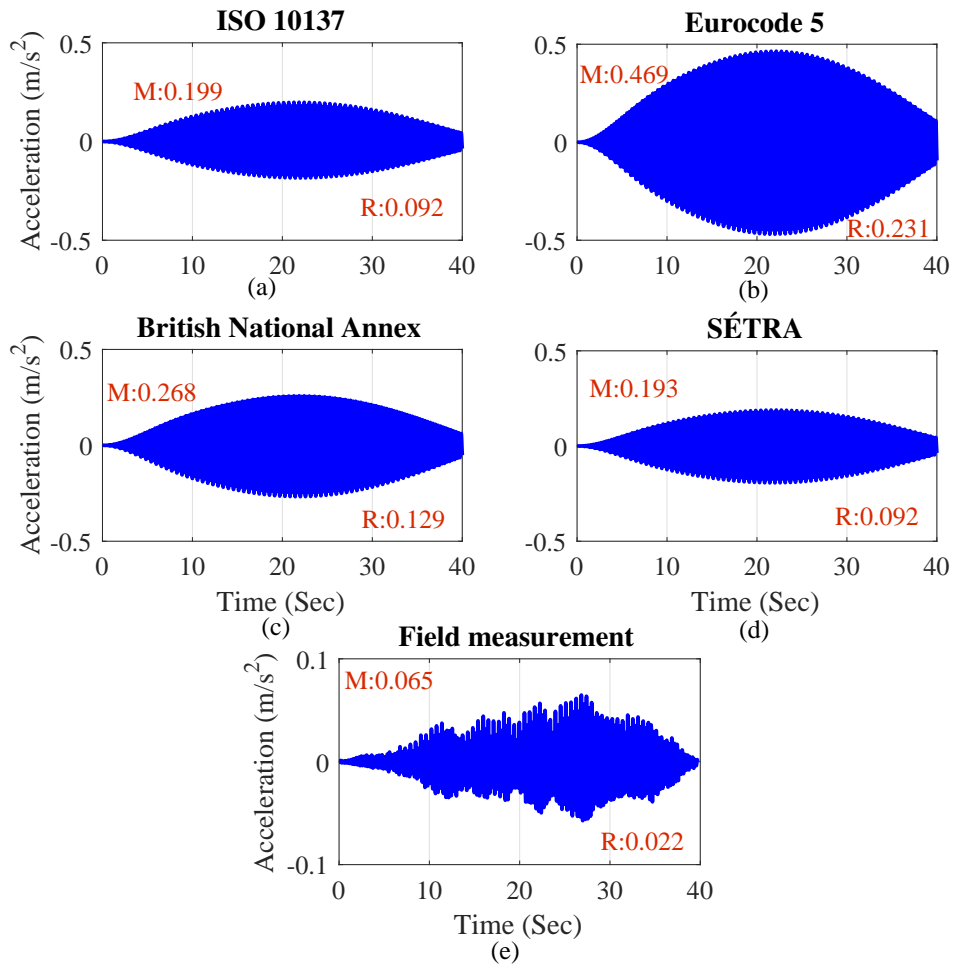 ISO 10137
Acceleration (m/s²)
0.5
0
-0.5
M:0.199
R:0.092
0 10 20 30 40
(a)
Eurocode 5
0.5
0
-0.5
M:0.469
R:0.231
0 10 20 30 40
(b)
British National Annex
Acceleration (m/s²)
0.5
0
-0.5
M:0.268
R:0.129
0 10 20 30 40
Time (Sec)
(c)
SÉTRA
0.5
0
-0.5
M:0.193
R:0.092
0 10 20 30 40
Time (Sec)
(d)
Field measurement
Acceleration (m/s²)
0.1
0
-0.1
M:0.065
R:0.022
0 10 20 30 40
Time (Sec)
(e)